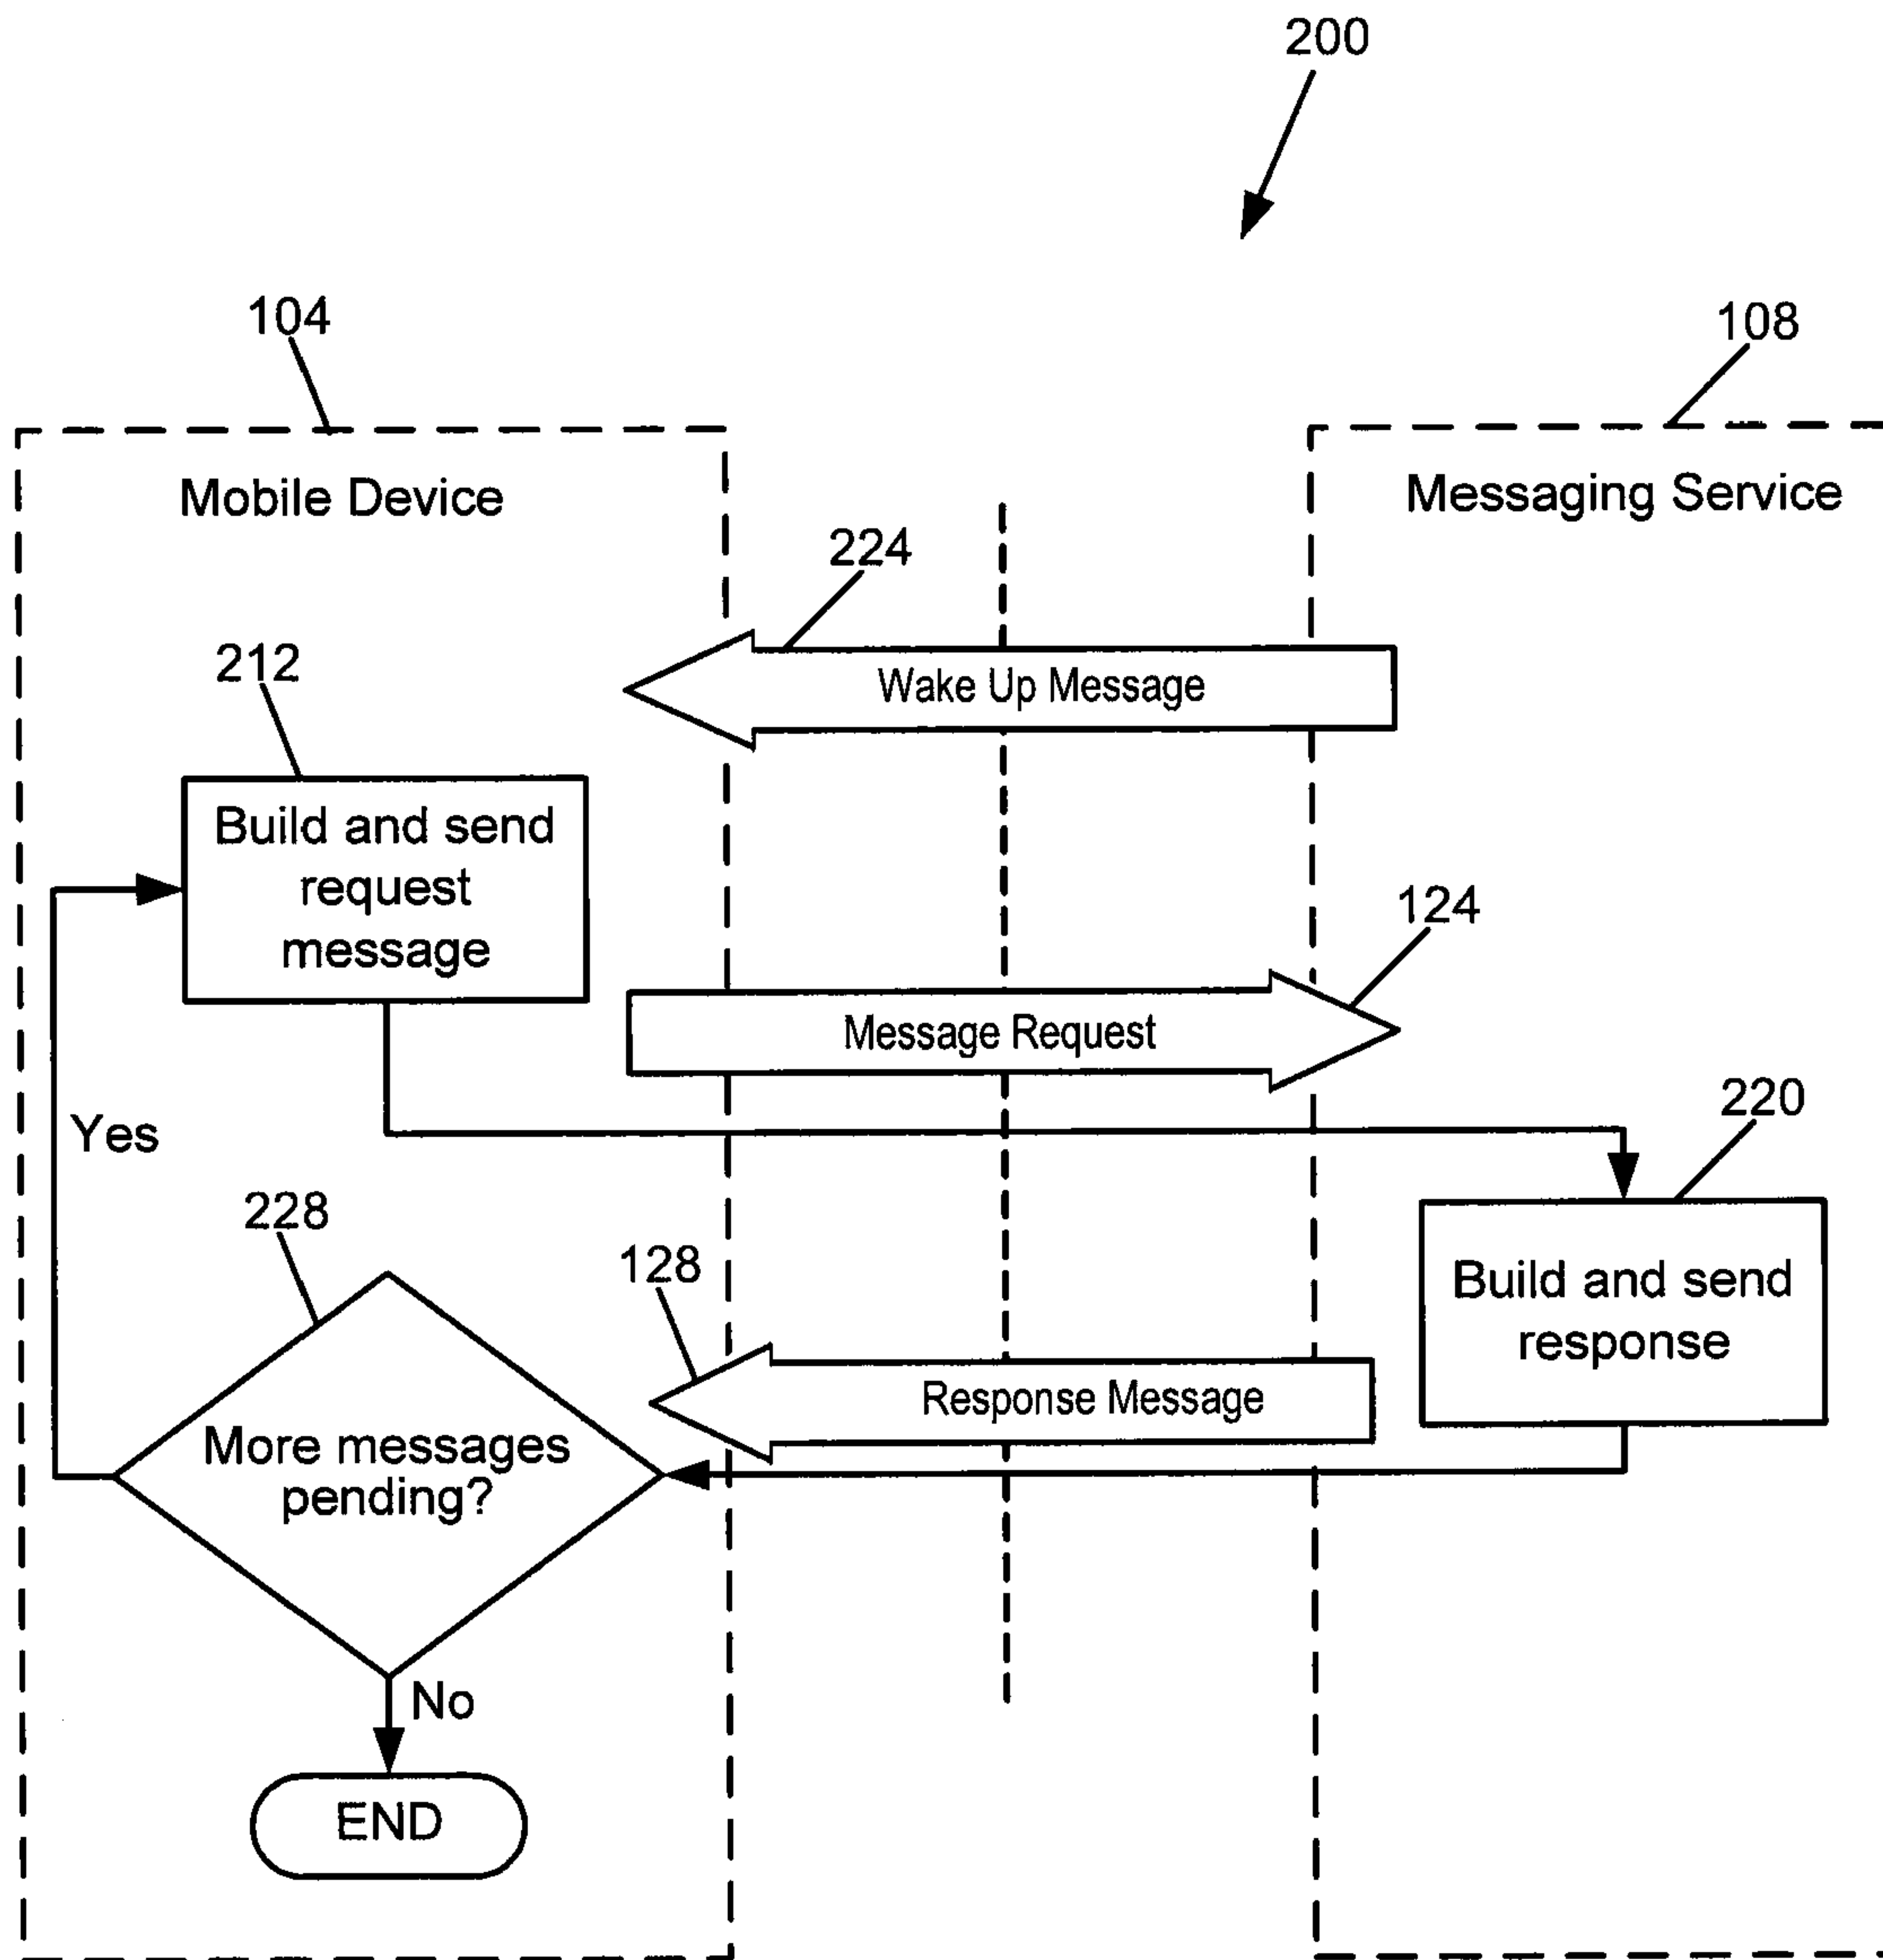 200
104
108
Mobile Device
Messaging Service
224
Wake Up Message
212
Build and send
request
message
124
Message Request
Yes
220
228
128
Build and send
response
Response Message
More messages
pending?
No
END